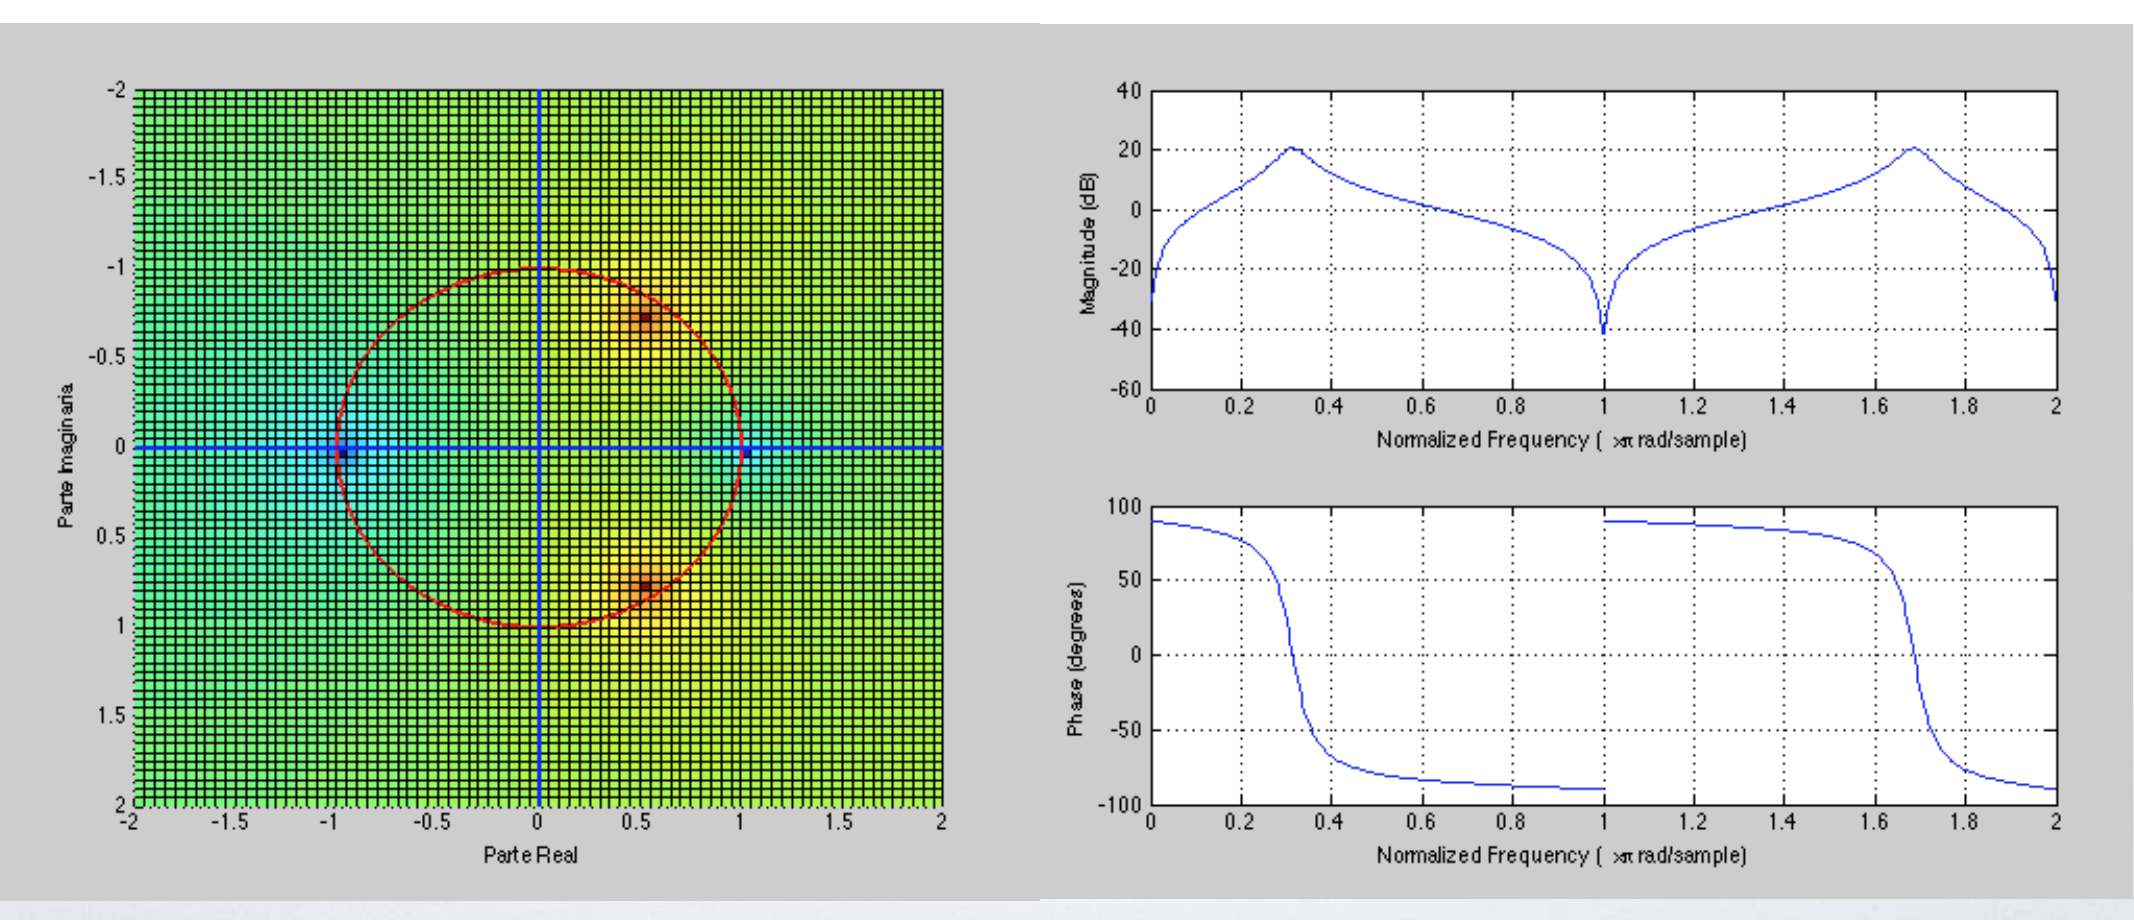 -2
-1.5
-1
-0.5
0
0.5
1
1.5
2
Parte Imaginaria
-2 -1.5 -1 -0.5 0 0.5 1 1.5 2
Parte Real
40
20
0
-20
-40
-60
Magnitude (dB)
0 0.2 0.4 0.6 0.8 1 1.2 1.4 1.6 1.8 2
Normalized Frequency ( ×π rad/sample)
100
50
0
-50
-100
Phase (degrees)
0 0.2 0.4 0.6 0.8 1 1.2 1.4 1.6 1.8 2
Normalized Frequency ( ×π rad/sample)